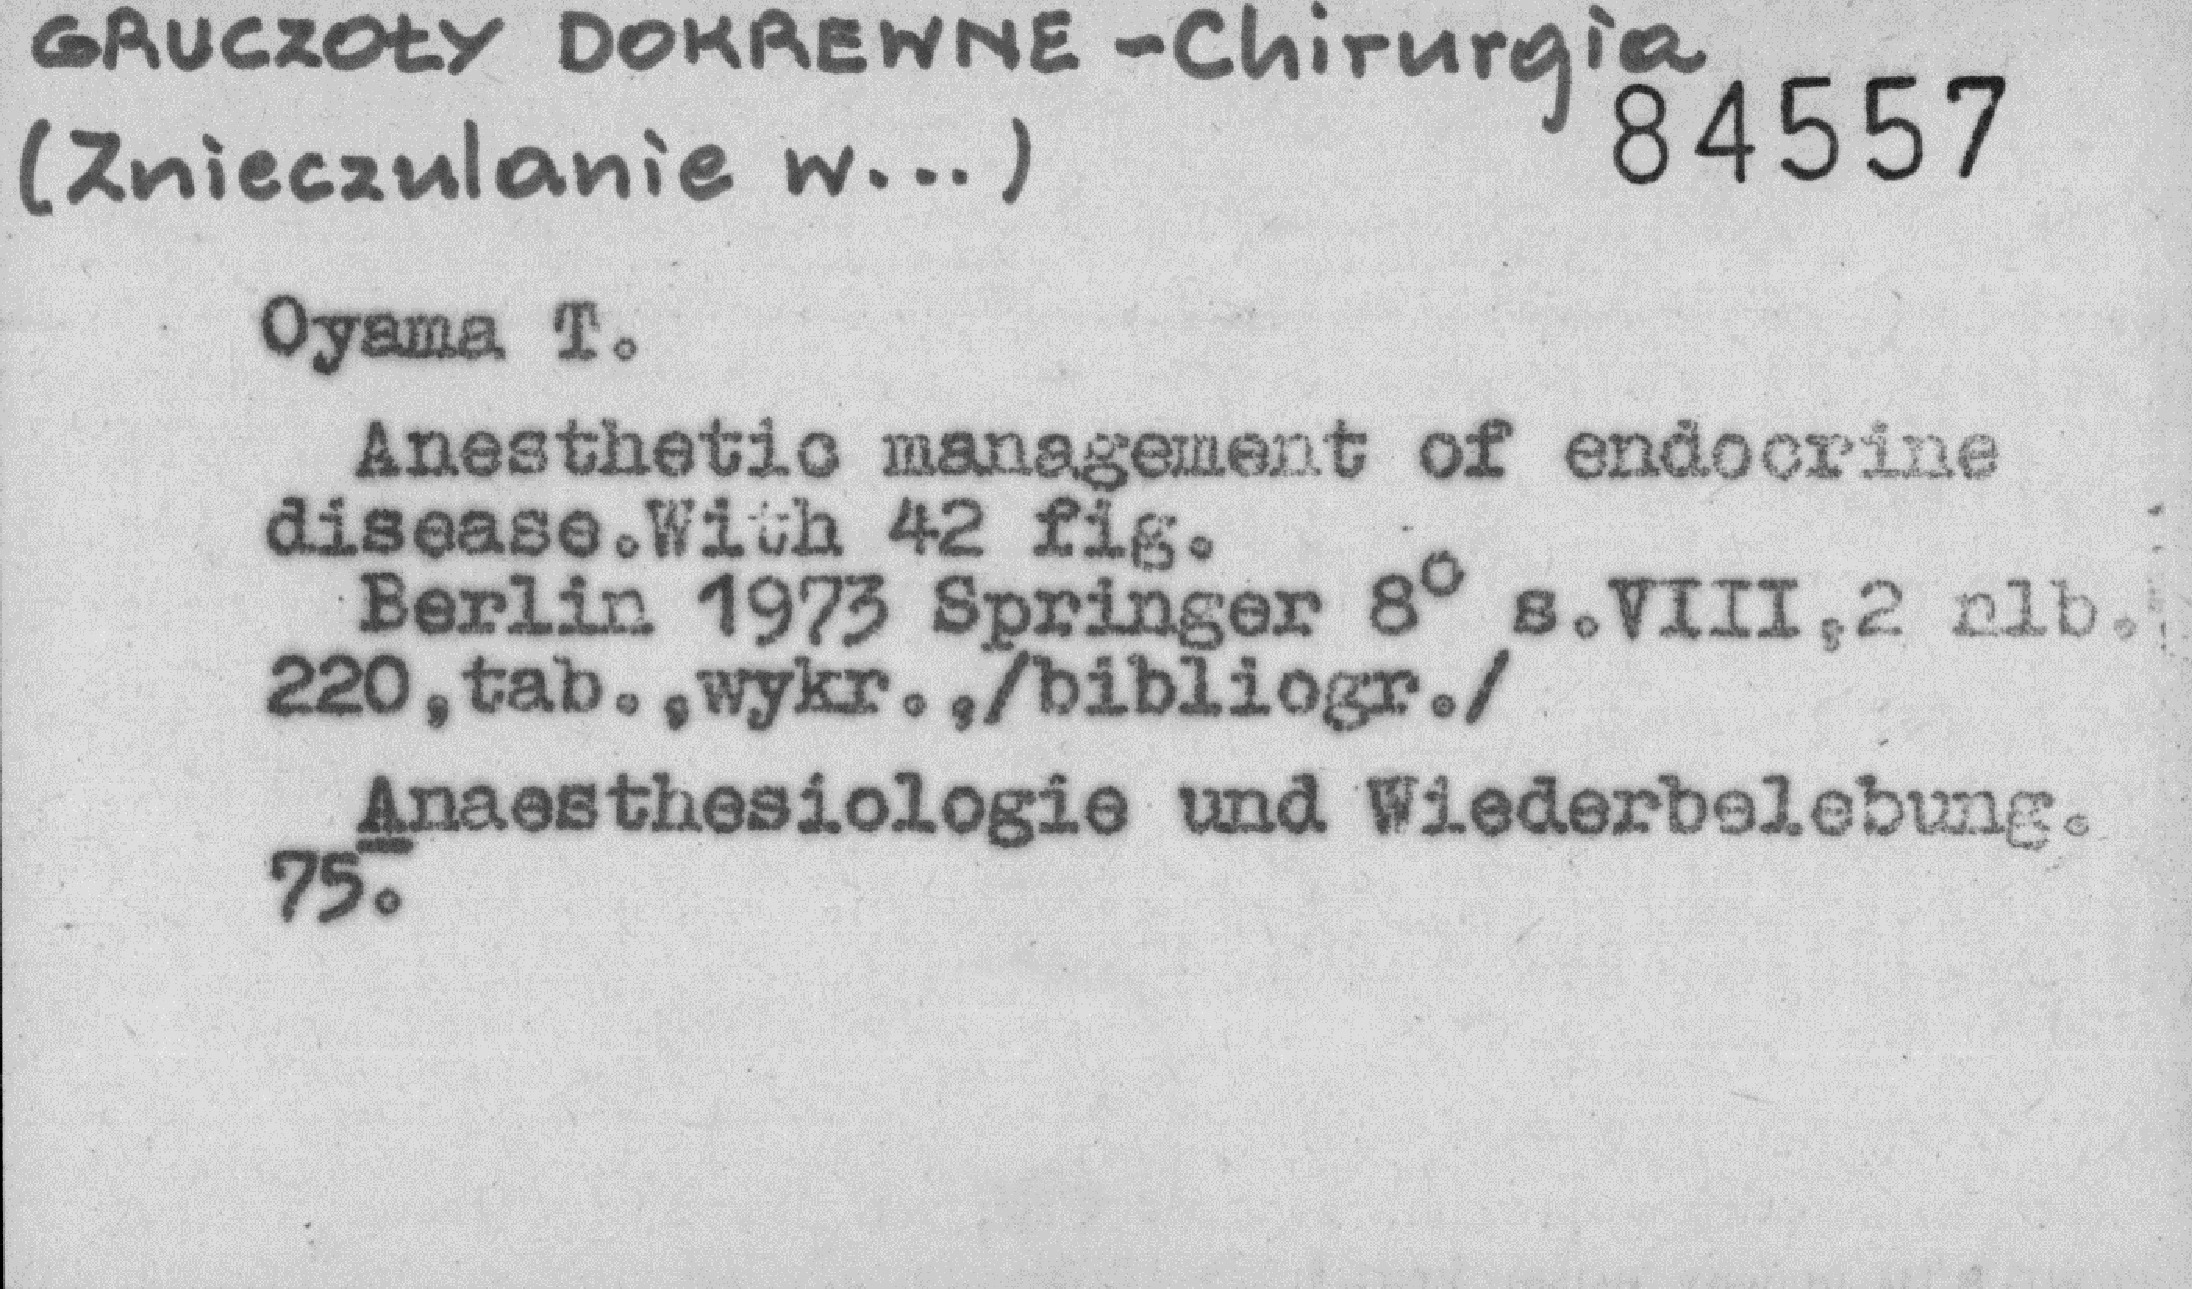 GRUCZOŁY DOKREWNE - Chirurgia
84557
(Znieczulanie w...)
Oyama T.
Anesthetic management of endocrine
disease.With 42 fig.
Berlin 1973 Springer 8° s.VIII,2 nlb.,
220,tab.,wykr.,/bibliogr./
Anaesthesiologie und Wiederbelebung.
75.